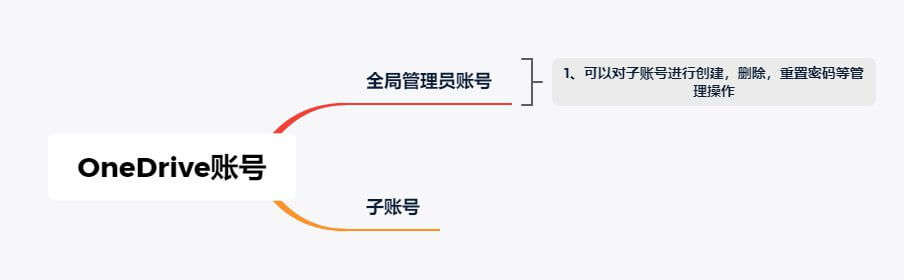 全局管理员账号
1、可以对子账号进行创建，删除，重置密码等管
理操作
OneDrive账号
子账号